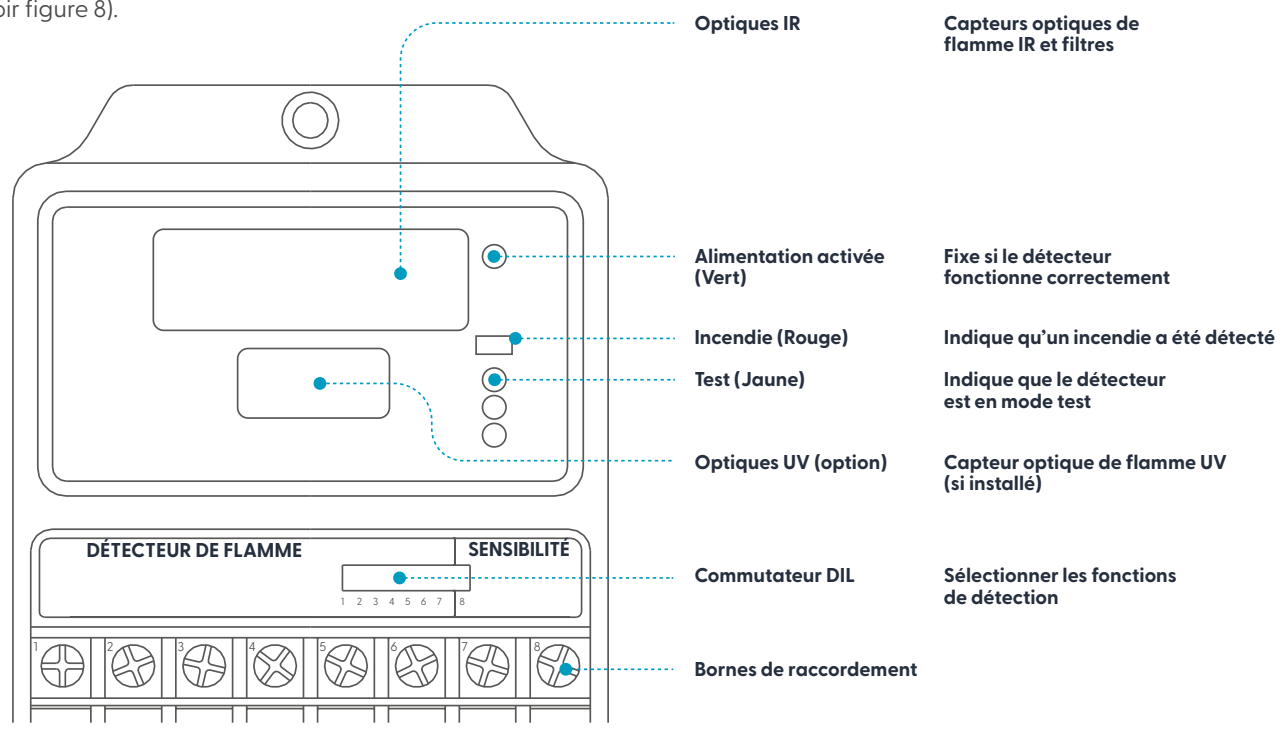 oir figure 8).
Optiques IR
Capteurs optiques de
flamme IR et filtres
Alimentation activée
(Vert)
Fixe si le détecteur
fonctionne correctement
Incendie (Rouge)
Indique qu’un incendie a été détecté
Test (Jaune)
Indique que le détecteur
est en mode test
Optiques UV (option)
Capteur optique de flamme UV
(si installé)
DÉTECTEUR DE FLAMME
SENSIBILITÉ
Commutateur DIL
Sélectionner les fonctions
de détection
1 2 3 4 5 6 7 8
1 2 3 4 5 6 7 8
Bornes de raccordement